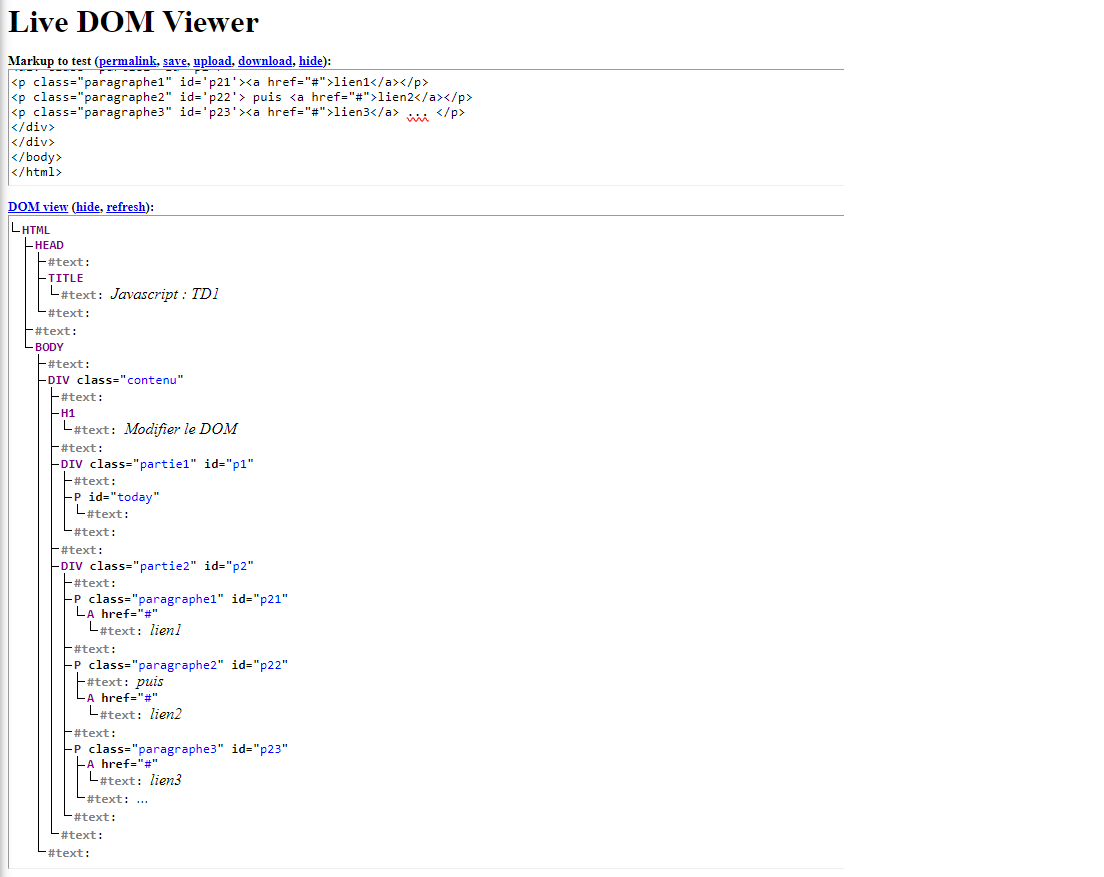 Live DOM Viewer
Markup to test (permalink, save, upload, download, hide):
<p class="paragraphe1" id='p21'><a href="#">lien1</a></p>
<p class="paragraphe2" id='p22'> puis <a href="#">lien2</a></p>
<p class="paragraphe3" id='p23'><a href="#">lien3</a> ... </p>
</div>
</div>
</body>
</html>
DOM view (hide, refresh):
HTML
HEAD
#text:
TITLE
#text: Javascript : TD1
#text:
#text:
BODY
#text:
DIV class="contenu"
#text:
H1
#text: Modifier le DOM
#text:
DIV class="partie1" id="p1"
#text:
P id="today"
#text:
#text:
#text:
DIV class="partie2" id="p2"
#text:
P class="paragraphe1" id="p21"
A href="#"
#text: lien1
#text:
P class="paragraphe2" id="p22"
#text: puis
A href="#"
#text: lien2
#text:
P class="paragraphe3" id="p23"
A href="#"
#text: lien3
#text: ...
#text:
#text:
#text: